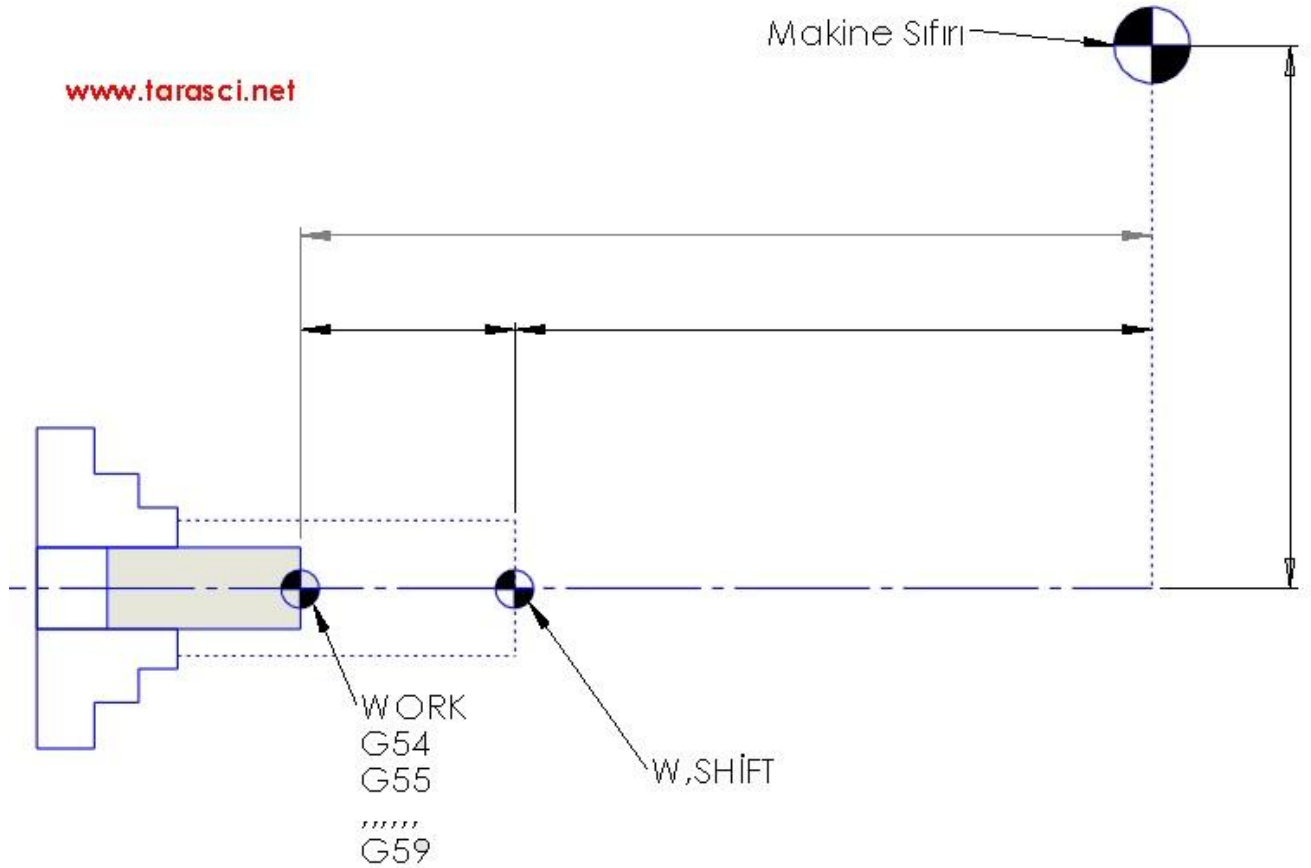 Makine Sıfırı
www.tarasci.net
WORK
G54
G55
,,,,,,
G59
W,SHİFT